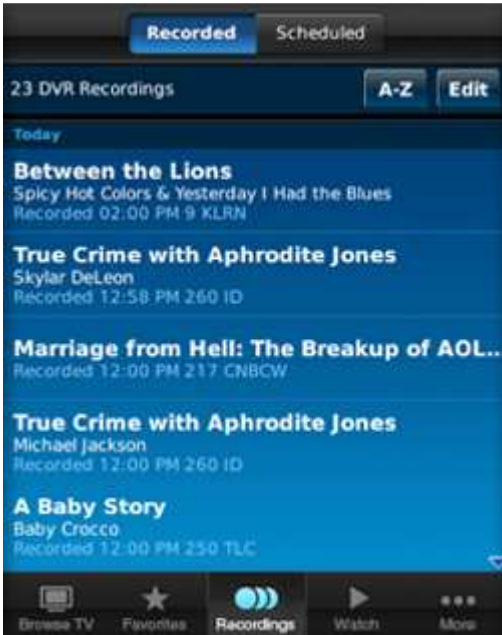 Recorded Scheduled
23 DVR Recordings A-Z Edit
Today
Between the Lions
Spicy Hot Colors & Yesterday I Had the Blues
Recorded 02:00 PM 9 KLRN
True Crime with Aphrodite Jones
Skylar DeLeon
Recorded 12:58 PM 260 ID
Marriage from Hell: The Breakup of AOL...
Recorded 12:00 PM 217 CNBCW
True Crime with Aphrodite Jones
Michael Jackson
Recorded 12:00 PM 260 ID
A Baby Story
Baby Crocco
Recorded 12:00 PM 250 TLC
Browse TV Favorites Recordings Watch More